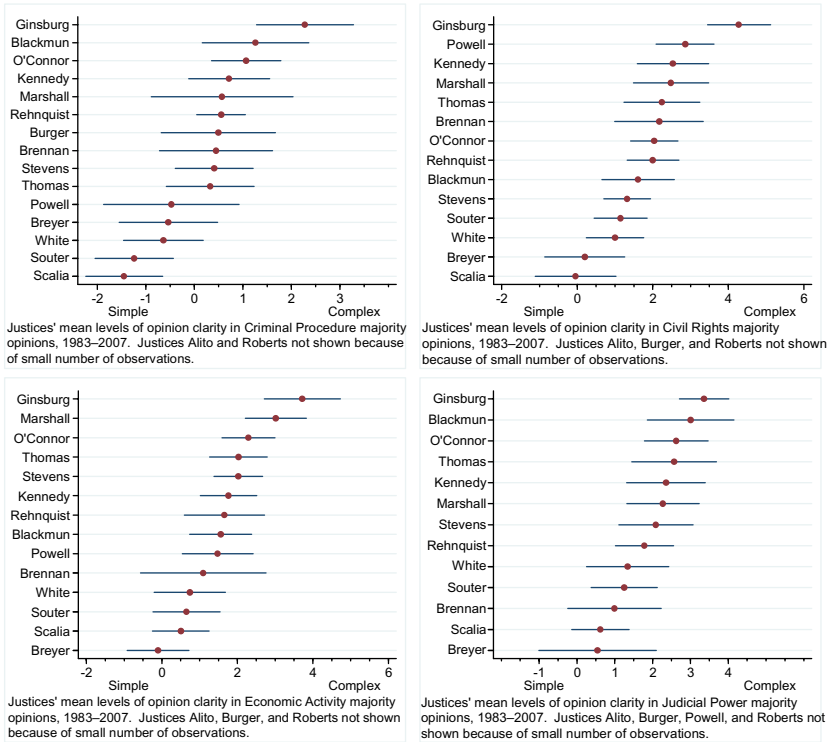 Ginsburg
Blackmun
O'Connor
Kennedy
Marshall
Rehnquist
Burger
Brennan
Stevens
Thomas
Powell
Breyer
White
Souter
Scalia
-2 -1 0 1 2 3
Simple Complex
Justices' mean levels of opinion clarity in Criminal Procedure majority
opinions, 1983–2007. Justices Alito and Roberts not shown because
of small number of observations.
Ginsburg
Powell
Kennedy
Marshall
Thomas
Brennan
O'Connor
Rehnquist
Blackmun
Stevens
Souter
White
Breyer
Scalia
-2 0 2 4 6
Simple Complex
Justices' mean levels of opinion clarity in Civil Rights majority
opinions, 1983–2007. Justices Alito, Burger, and Roberts not shown
because of small number of observations.
Ginsburg
Marshall
O'Connor
Thomas
Stevens
Kennedy
Rehnquist
Blackmun
Powell
Brennan
White
Souter
Scalia
Breyer
-2 0 2 4 6
Simple Complex
Justices' mean levels of opinion clarity in Economic Activity majority
opinions, 1983–2007. Justices Alito, Burger, and Roberts not shown
because of small number of observations.
Ginsburg
Blackmun
O'Connor
Thomas
Kennedy
Marshall
Stevens
Rehnquist
White
Souter
Brennan
Scalia
Breyer
-1 0 1 2 3 4
Simple Complex
Justices' mean levels of opinion clarity in Judicial Power majority
opinions, 1983–2007. Justices Alito, Burger, Powell, and Roberts not
shown because of small number of observations.